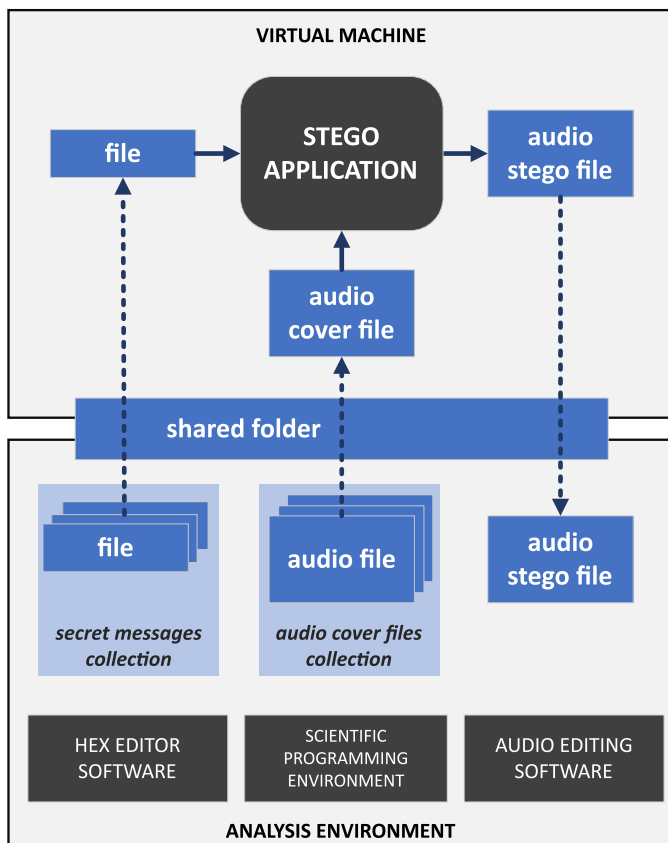 VIRTUAL MACHINE
file
STEGO
APPLICATION
audio
stego file
audio
cover file
shared folder
file
secret messages
collection
audio file
audio cover files
collection
audio
stego file
HEX EDITOR
SOFTWARE
SCIENTIFIC
PROGRAMMING
ENVIRONMENT
AUDIO EDITING
SOFTWARE
ANALYSIS ENVIRONMENT